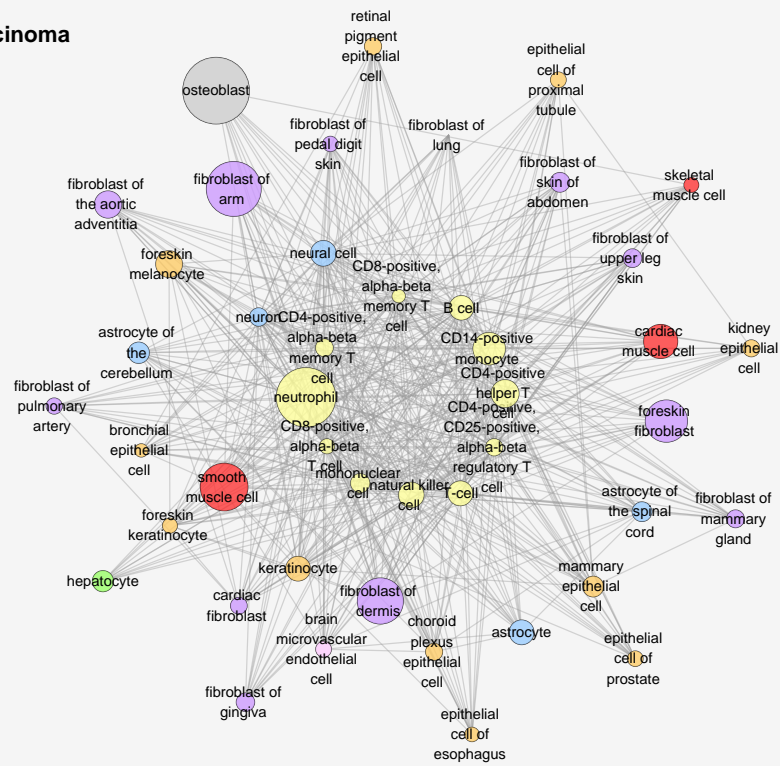 cinoma
retinal
pigment
epithelial
cell
epithelial
cell of
proximal
tubule
osteoblast
fibroblast of
pedal digit
skin
fibroblast of
lung
fibroblast of
skin of
abdomen
skeletal
muscle cell
fibroblast of
arm
fibroblast of
the aortic
adventitia
foreskin
melanocyte
neural cell
fibroblast of
upper leg
skin
CD8-positive,
alpha-beta
memory T
cell
B cell
neuron
CD4-positive,
alpha-beta
memory T
cell
CD14-positive
monocyte
cardiac
muscle cell
kidney
epithelial
cell
astrocyte of
the
cerebellum
CD4-positive
helper T
cell
neutrophil
fibroblast of
pulmonary
artery
CD4-positive,
CD25-positive,
alpha-beta
regulatory T
cell
foreskin
fibroblast
bronchial
epithelial
cell
CD8-positive,
alpha-beta
T cell
mononuclear
cell
natural killer
cell
T-cell
smooth
muscle cell
foreskin
keratinocyte
astrocyte of
the spinal
cord
fibroblast of
mammary
gland
hepatocyte
keratinocyte
cardiac
fibroblast
fibroblast of
dermis
mammary
epithelial
cell
brain
microvascular
endothelial
cell
choroid
plexus
epithelial
cell
astrocyte
epithelial
cell of
prostate
fibroblast of
gingiva
epithelial
cell of
esophagus